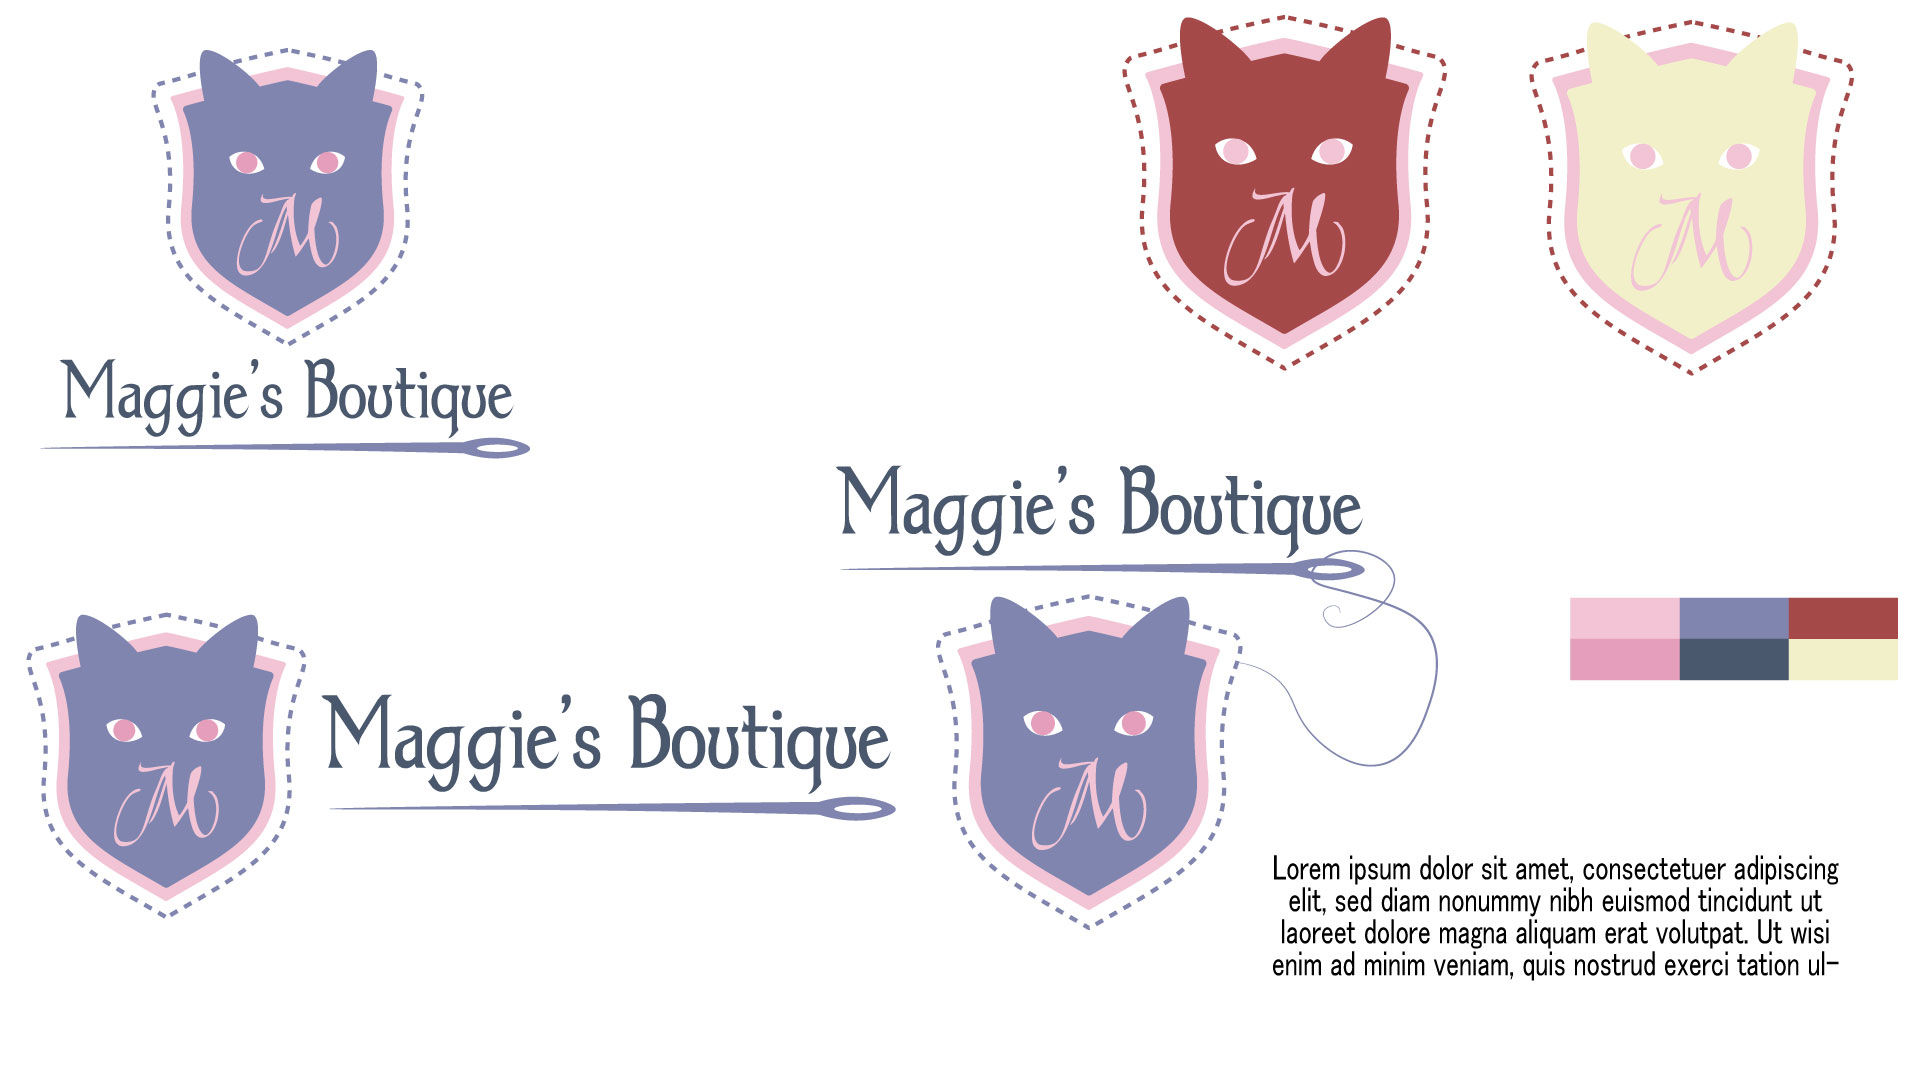 M
M
M
Maggie's Boutique
Maggie's Boutique
M
Maggie's Boutique
M
Lorem ipsum dolor sit amet, consectetuer adipiscing
elit, sed diam nonummy nibh euismod tincidunt ut
laoreet dolore magna aliquam erat volutpat. Ut wisi
enim ad minim veniam, quis nostrud exerci tation ul-